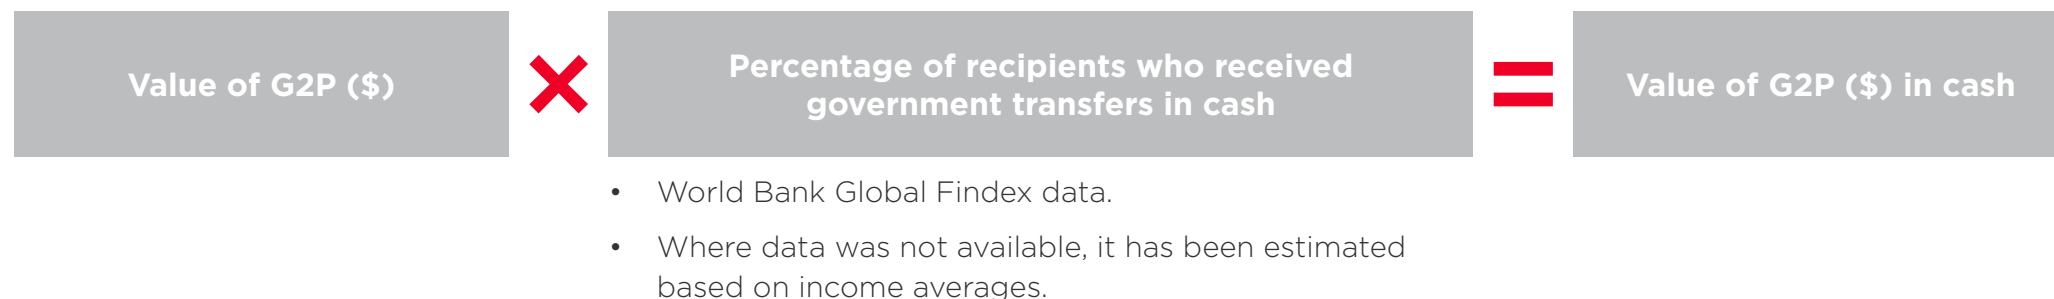 Value of G2P ($)
Percentage of recipients who received
government transfers in cash
Value of G2P ($) in cash
• World Bank Global Findex data.
• Where data was not available, it has been estimated
based on income averages.